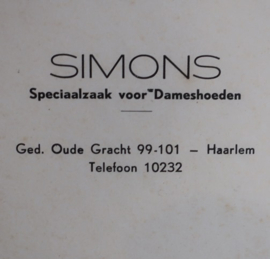 SIMONS
Speciaalzaak voor Dameshoeden
Ged. Oude Gracht 99-101 – Haarlem
Telefoon 10232